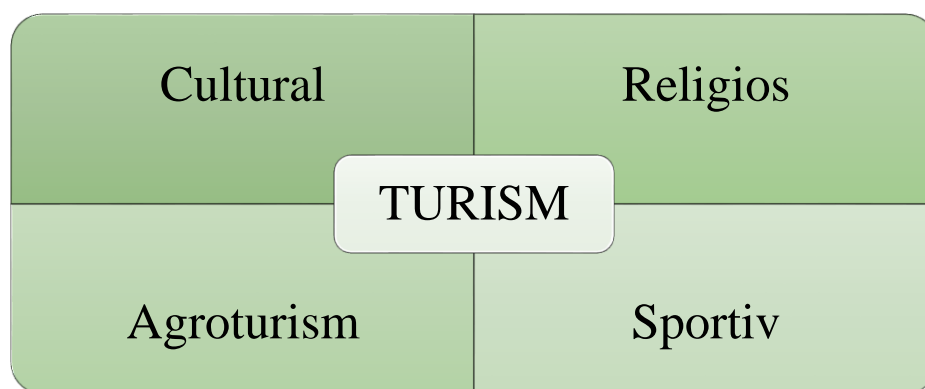 Cultural
Religios
TURISM
Agroturism
Sportiv